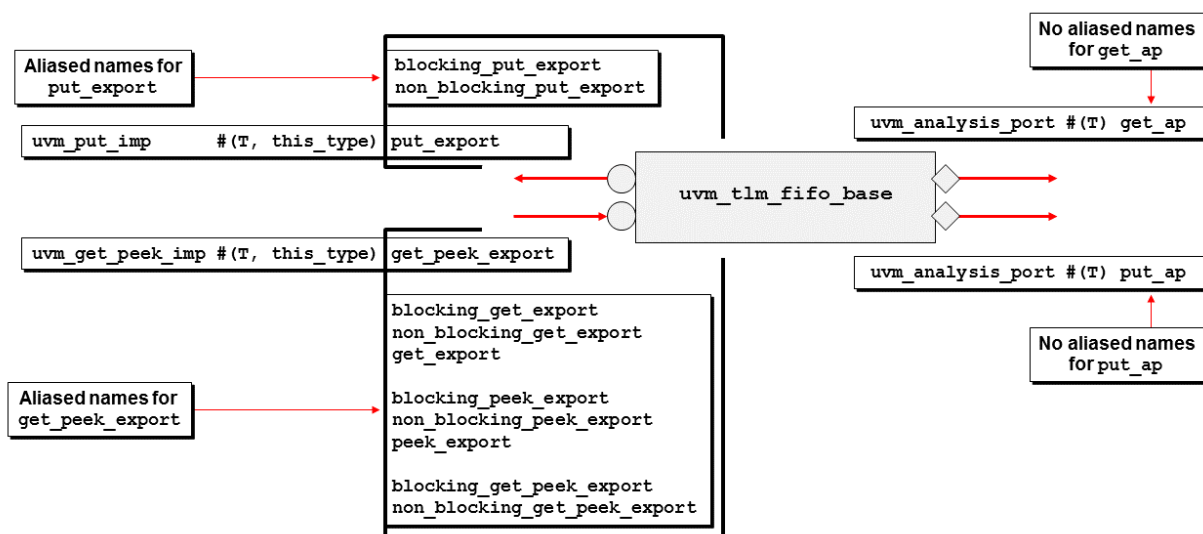 Aliased names for
put_export
blocking_put_export
non_blocking_put_export
No aliased names
for get_ap
uvm_put_imp #(T, this_type) put_export
uvm_analysis_port #(T) get_ap
uvm_tlm_fifo_base
uvm_get_peek_imp #(T, this_type) get_peek_export
uvm_analysis_port #(T) put_ap
No aliased names
for put_ap
Aliased names for
get_peek_export
blocking_get_export
non_blocking_get_export
get_export
blocking_peek_export
non_blocking_peek_export
peek_export
blocking_get_peek_export
non_blocking_get_peek_export